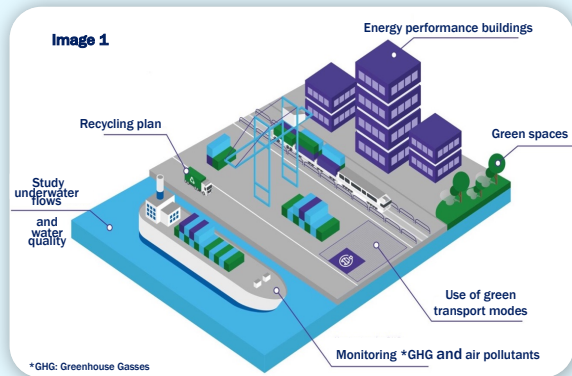 Image 1
Energy performance buildings
Recycling plan
Green spaces
Study
underwater
flows
and
water
quality
Use of green
transport modes
Monitoring *GHG and air pollutants
*GHG: Greenhouse Gasses